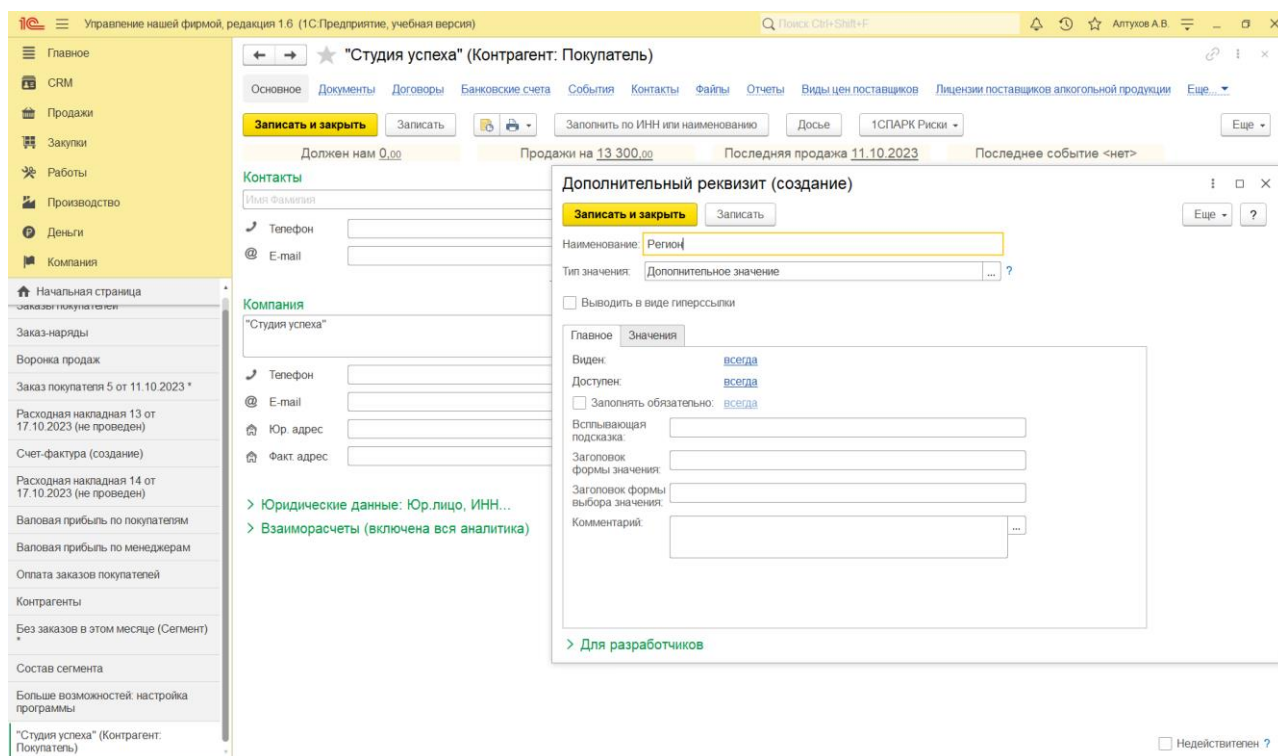 1С Управление нашей фирмой, редакция 1.6 (1С:Предприятие, учебная версия) Поиск Ctrl+Shift+F Алтухов А.В.
Главное
CRM
Продажи
Закупки
Работы
Производство
Деньги
Компания
Начальная страница
Заказы покупателей
Заказ-наряды
Воронка продаж
Заказ покупателя 5 от 11.10.2023 *
Расходная накладная 13 от
17.10.2023 (не проведен)
Счет-фактура (создание)
Расходная накладная 14 от
17.10.2023 (не проведен)
Валовая прибыль по покупателям
Валовая прибыль по менеджерам
Оплата заказов покупателей
Контрагенты
Без заказов в этом месяце (Сегмент)
*
Состав сегмента
Больше возможностей: настройка
программы
"Студия успеха" (Контрагент:
Покупатель)
"Студия успеха" (Контрагент: Покупатель)
Основное Документы Договоры Банковские счета События Контакты Файлы Отчеты Виды цен поставщиков Лицензии поставщиков алкогольной продукции Еще...
Записать и закрыть Записать Заполнить по ИНН или наименованию Досье 1СПАРК Риски Еще
Должен нам 0,00 Продажи на 13 300,00 Последняя продажа 11.10.2023 Последнее событие <нет>
Контакты
Имя Фамилия
Телефон
@ E-mail
Компания
"Студия успеха"
Телефон
@ E-mail
Юр. адрес
Факт. адрес
> Юридические данные: Юр.лицо, ИНН...
> Взаиморасчеты (включена вся аналитика)
Дополнительный реквизит (создание)
Записать и закрыть Записать Еще ?
Наименование: Регион
Тип значения: Дополнительное значение ... ?
Выводить в виде гиперссылки
Главное Значения
Виден: всегда
Доступен: всегда
Заполнять обязательно: всегда
Всплывающая
подсказка:
Заголовок
формы значения:
Заголовок формы
выбора значения:
Комментарий: ...
> Для разработчиков
Недействителен ?